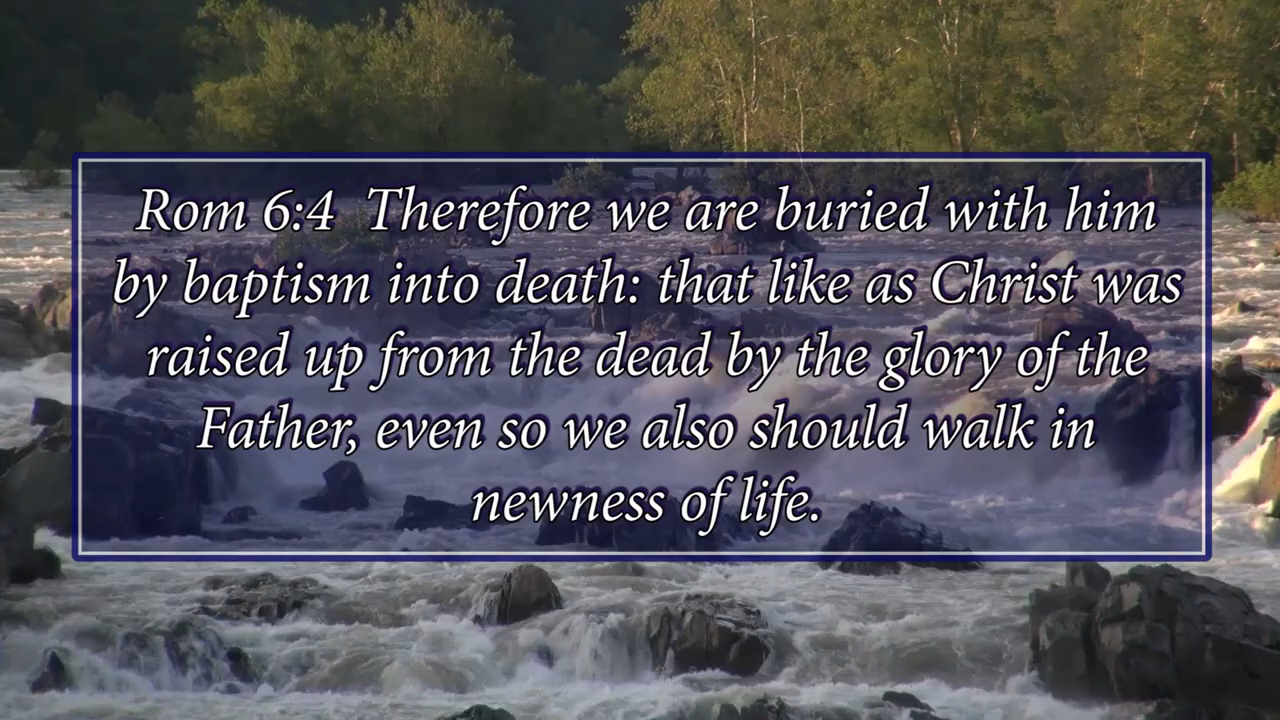 Rom 6:4  Therefore we are buried with him
by baptism into death: that like as Christ was
raised up from the dead by the glory of the
Father, even so we also should walk in
newness of life.